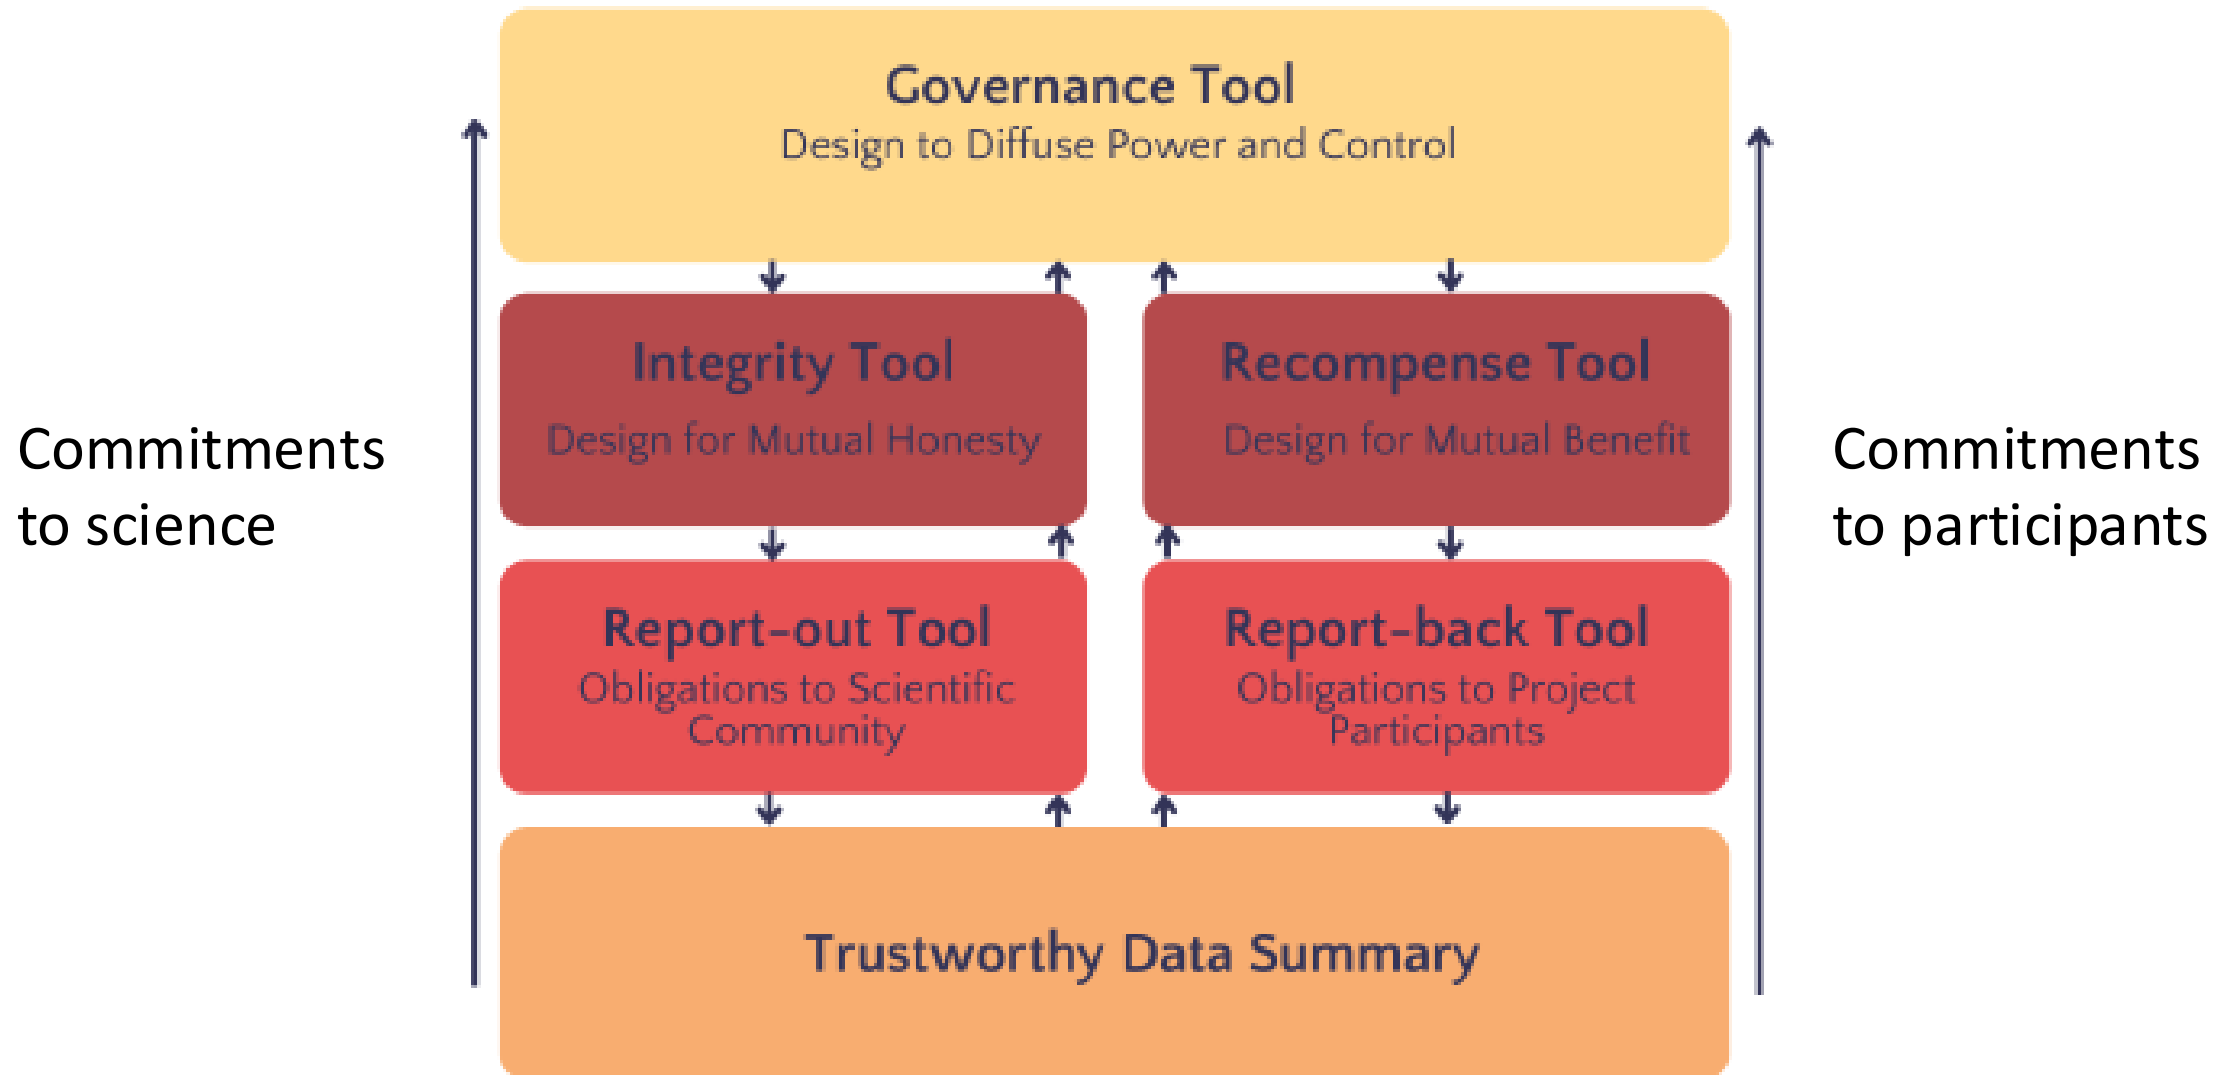 Governance Tool
Design to Diffuse Power and Control
Integrity Tool
Design for Mutual Honesty
Recompense Tool
Design for Mutual Benefit
Commitments
to science
Commitments
to participants
Report-out Tool
Obligations to Scientific
Community
Report-back Tool
Obligations to Project
Participants
Trustworthy Data Summary